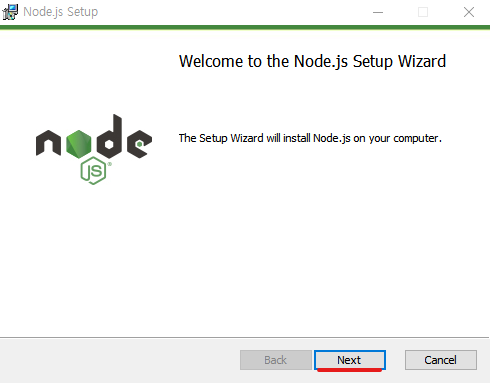 Node.js Setup
Welcome to the Node.js Setup Wizard
The Setup Wizard will install Node.js on your computer.
node
JS®
Back
Next
Cancel